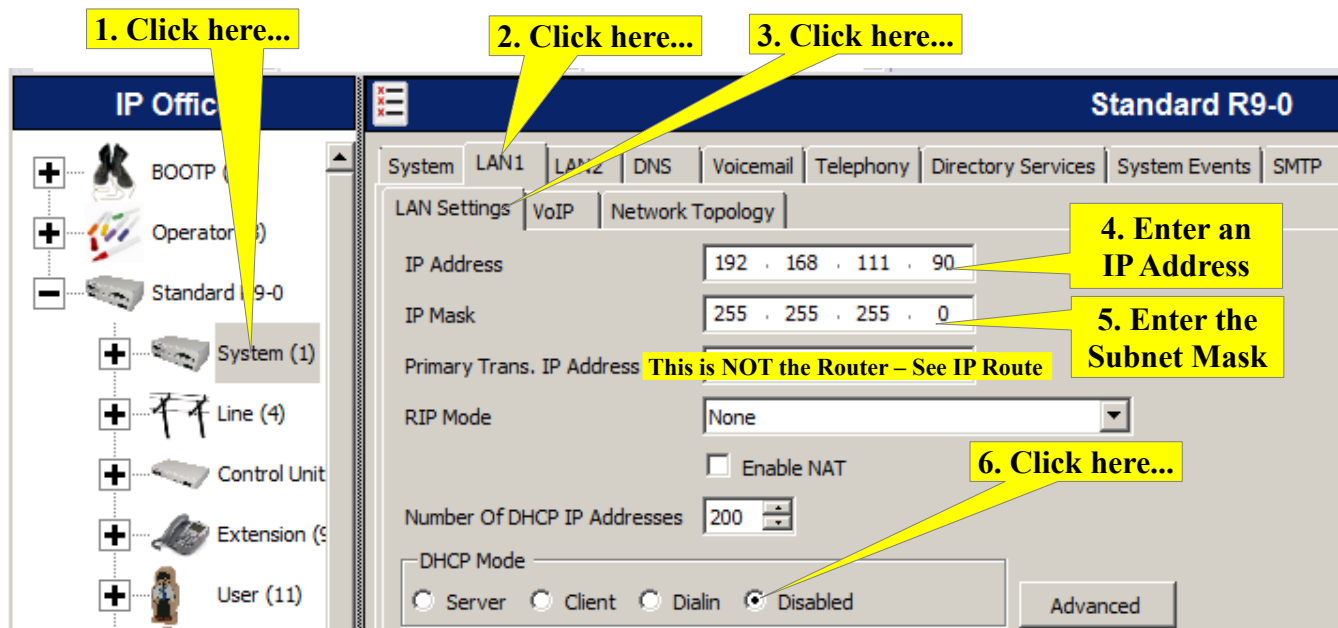 1. Click here...
2. Click here...
3. Click here...
IP Offic
Standard R9-0
BOOTP (
Operator 3)
Standard R9-0
System (1)
Line (4)
Control Unit
Extension (9
User (11)
System LAN1 LAN2 DNS Voicemail Telephony Directory Services System Events SMTP
LAN Settings VoIP Network Topology
IP Address 192 . 168 . 111 . 90
4. Enter an
IP Address
IP Mask 255 . 255 . 255 . 0
5. Enter the
Subnet Mask
Primary Trans. IP Address This is NOT the Router – See IP Route
RIP Mode None
Enable NAT
6. Click here...
Number Of DHCP IP Addresses 200
DHCP Mode
Server Client Dialin Disabled
Advanced